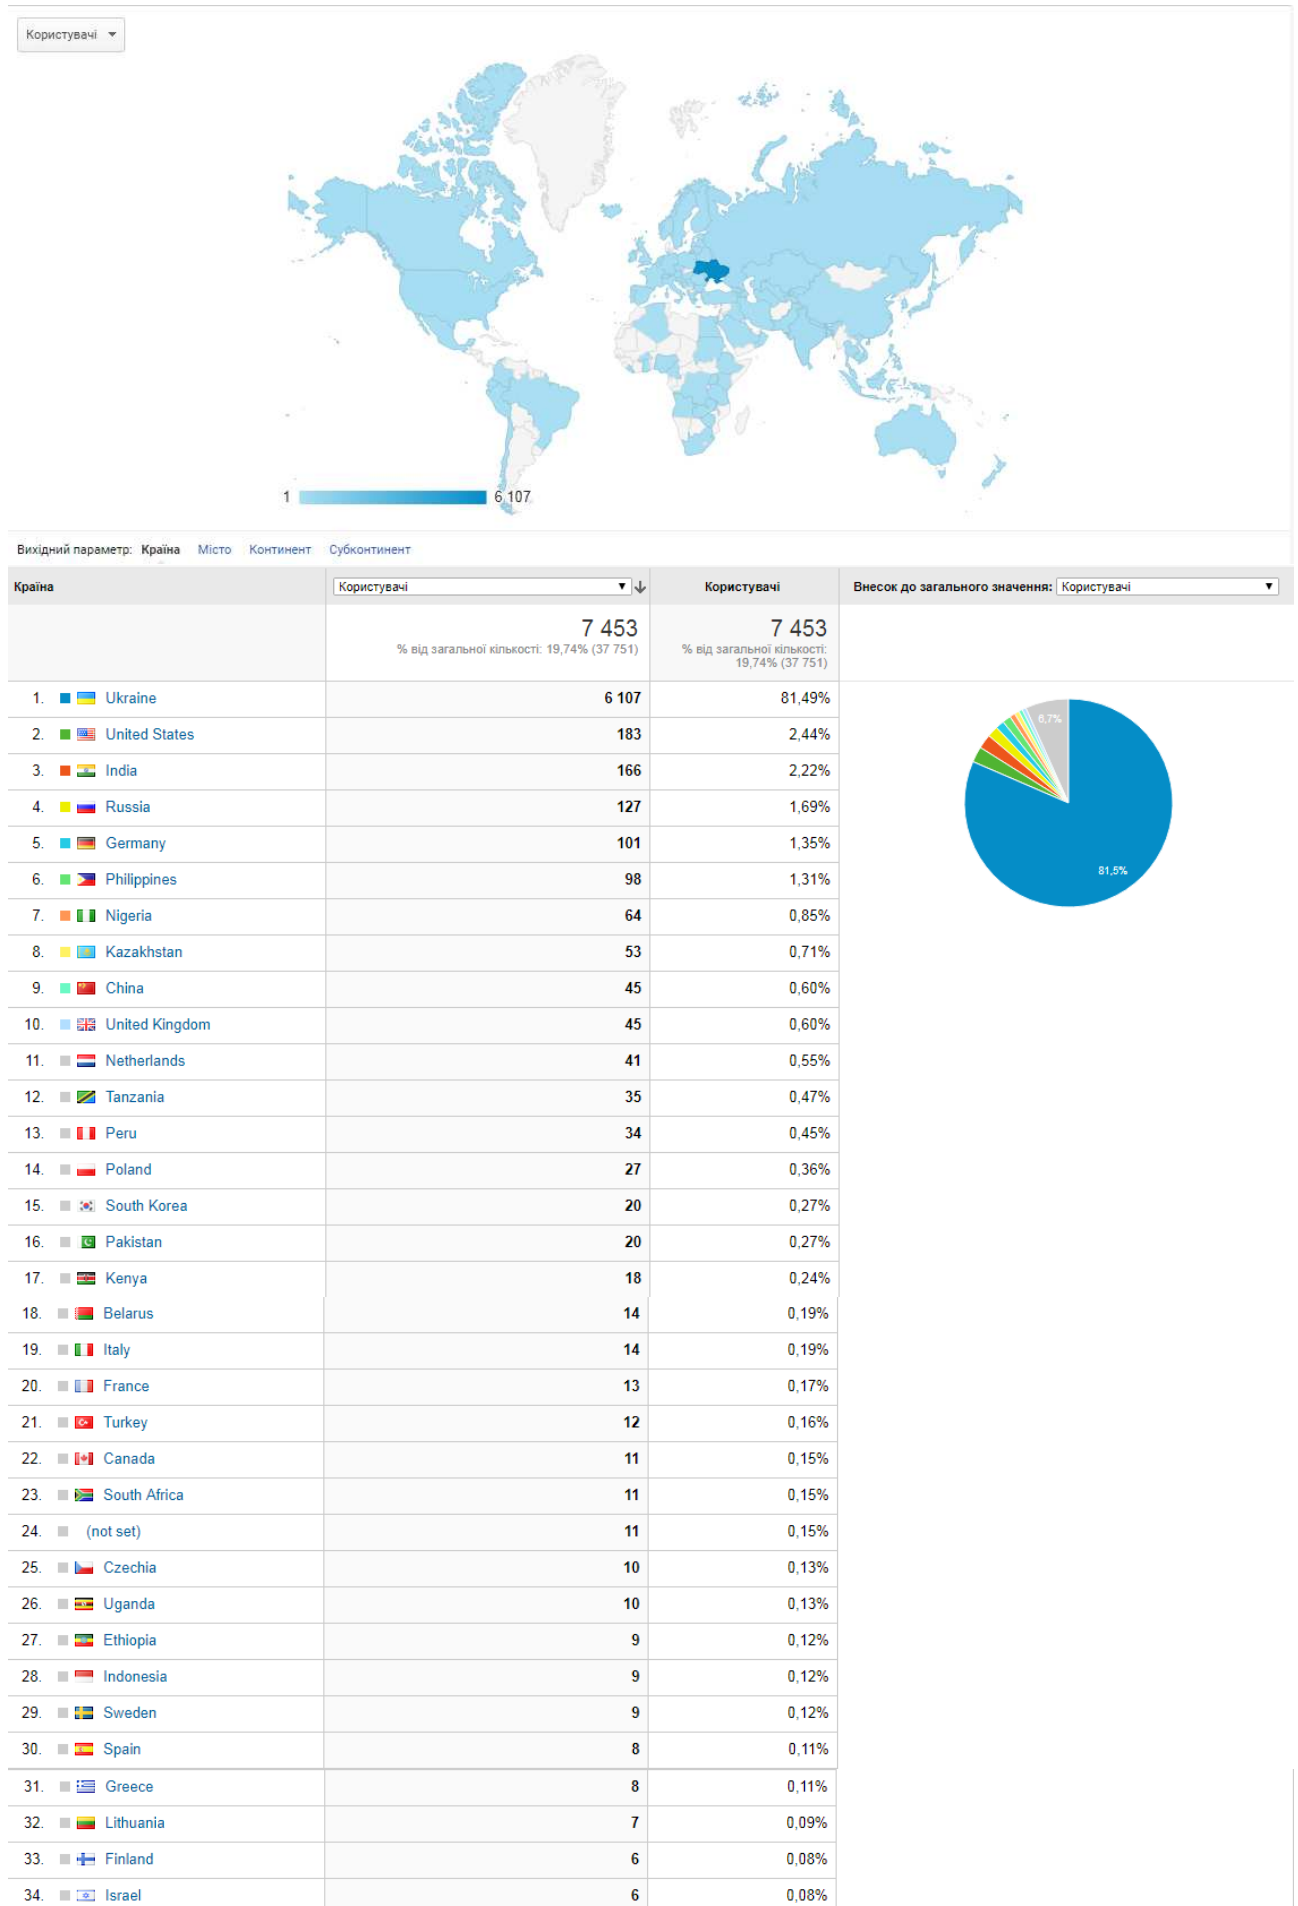 Користувачі
1 6 107
Вихідний параметр: Країна Місто Континент Субконтинент
Країна Користувачі Користувачі Внесок до загального значення: Користувачі
7 453 7 453
% від загальної кількості: 19,74% (37 751) % від загальної кількості:
19,74% (37 751)
1. Ukraine 6 107 81,49%
2. United States 183 2,44%
3. India 166 2,22%
4. Russia 127 1,69%
5. Germany 101 1,35%
6. Philippines 98 1,31%
7. Nigeria 64 0,85%
8. Kazakhstan 53 0,71%
9. China 45 0,60%
10. United Kingdom 45 0,60%
11. Netherlands 41 0,55%
12. Tanzania 35 0,47%
13. Peru 34 0,45%
14. Poland 27 0,36%
15. South Korea 20 0,27%
16. Pakistan 20 0,27%
17. Kenya 18 0,24%
18. Belarus 14 0,19%
19. Italy 14 0,19%
20. France 13 0,17%
21. Turkey 12 0,16%
22. Canada 11 0,15%
23. South Africa 11 0,15%
24. (not set) 11 0,15%
25. Czechia 10 0,13%
26. Uganda 10 0,13%
27. Ethiopia 9 0,12%
28. Indonesia 9 0,12%
29. Sweden 9 0,12%
30. Spain 8 0,11%
31. Greece 8 0,11%
32. Lithuania 7 0,09%
33. Finland 6 0,08%
34. Israel 6 0,08%
6,7%
81,5%